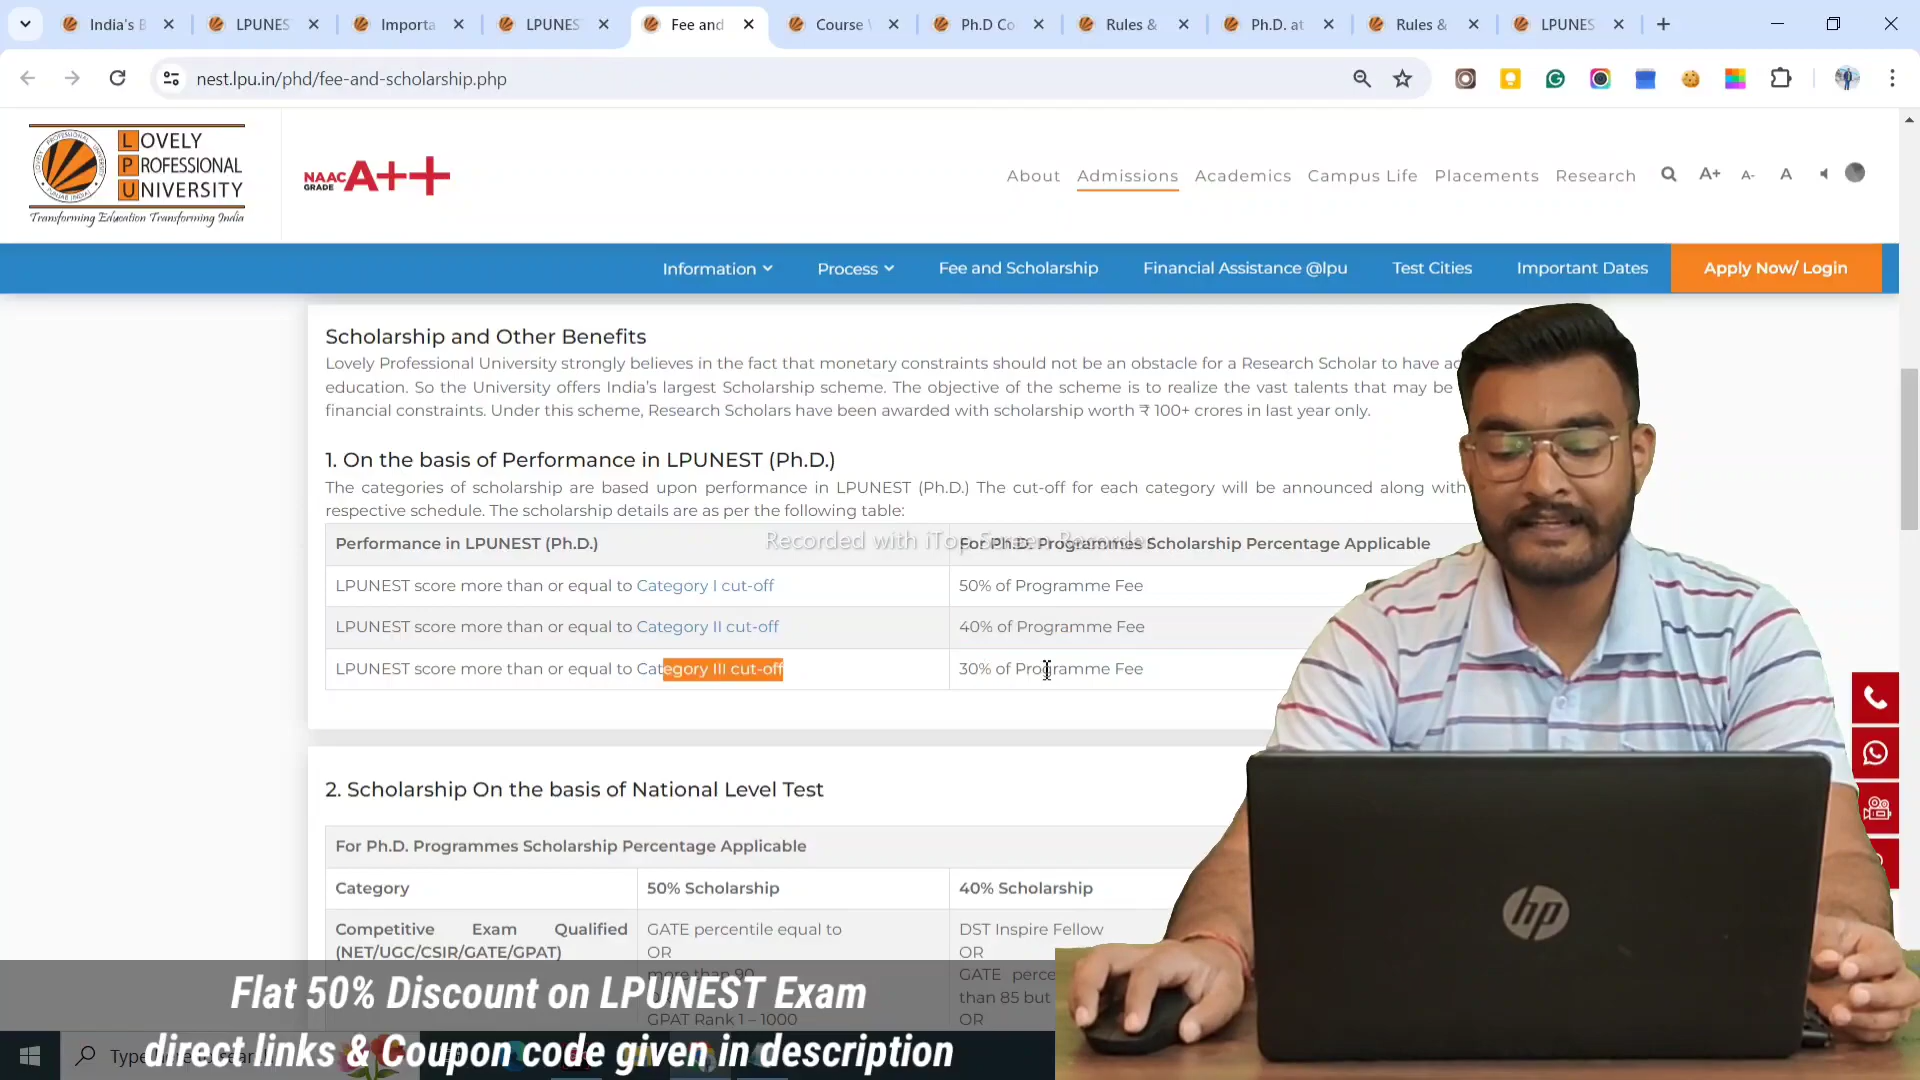 India's B
LPUNES
Importa
LPUNES
Fee and
Course
Ph.D Co
Rules &
Ph.D. at
Rules &
LPUNES
nest.lpu.in/phd/fee-and-scholarship.php
LOVELY
PROFESSIONAL
UNIVERSITY
Transforming Education Transforming India
NAAC
GRADE A++
About Admissions Academics Campus Life Placements Research A+ A- A
Information Process Fee and Scholarship Financial Assistance @lpu Test Cities Important Dates Apply Now/ Login
Scholarship and Other Benefits
Lovely Professional University strongly believes in the fact that monetary constraints should not be an obstacle for a Research Scholar to have
education. So the University offers India's largest Scholarship scheme. The objective of the scheme is to realize the vast talents that may be
financial constraints. Under this scheme, Research Scholars have been awarded with scholarship worth ₹ 100+ crores in last year only.
1. On the basis of Performance in LPUNEST (Ph.D.)
The categories of scholarship are based upon performance in LPUNEST (Ph.D.) The cut-off for each category will be announced along with
respective schedule. The scholarship details are as per the following table:
Recorded with iTop Screen Recorder
Performance in LPUNEST (Ph.D.) For Ph.D. Programmes Scholarship Percentage Applicable
LPUNEST score more than or equal to Category I cut-off 50% of Programme Fee
LPUNEST score more than or equal to Category II cut-off 40% of Programme Fee
LPUNEST score more than or equal to Category III cut-off 30% of Programme Fee
2. Scholarship On the basis of National Level Test
For Ph.D. Programmes Scholarship Percentage Applicable
Category 50% Scholarship 40% Scholarship
Competitive Exam Qualified GATE percentile equal to DST Inspire Fellow
(NET/UGC/CSIR/GATE/GPAT) OR OR
more than 90 GATE perce
than 85 but
GPAT Rank 1 – 1000 OR
Flat 50% Discount on LPUNEST Exam
direct links & Coupon code given in description
hp